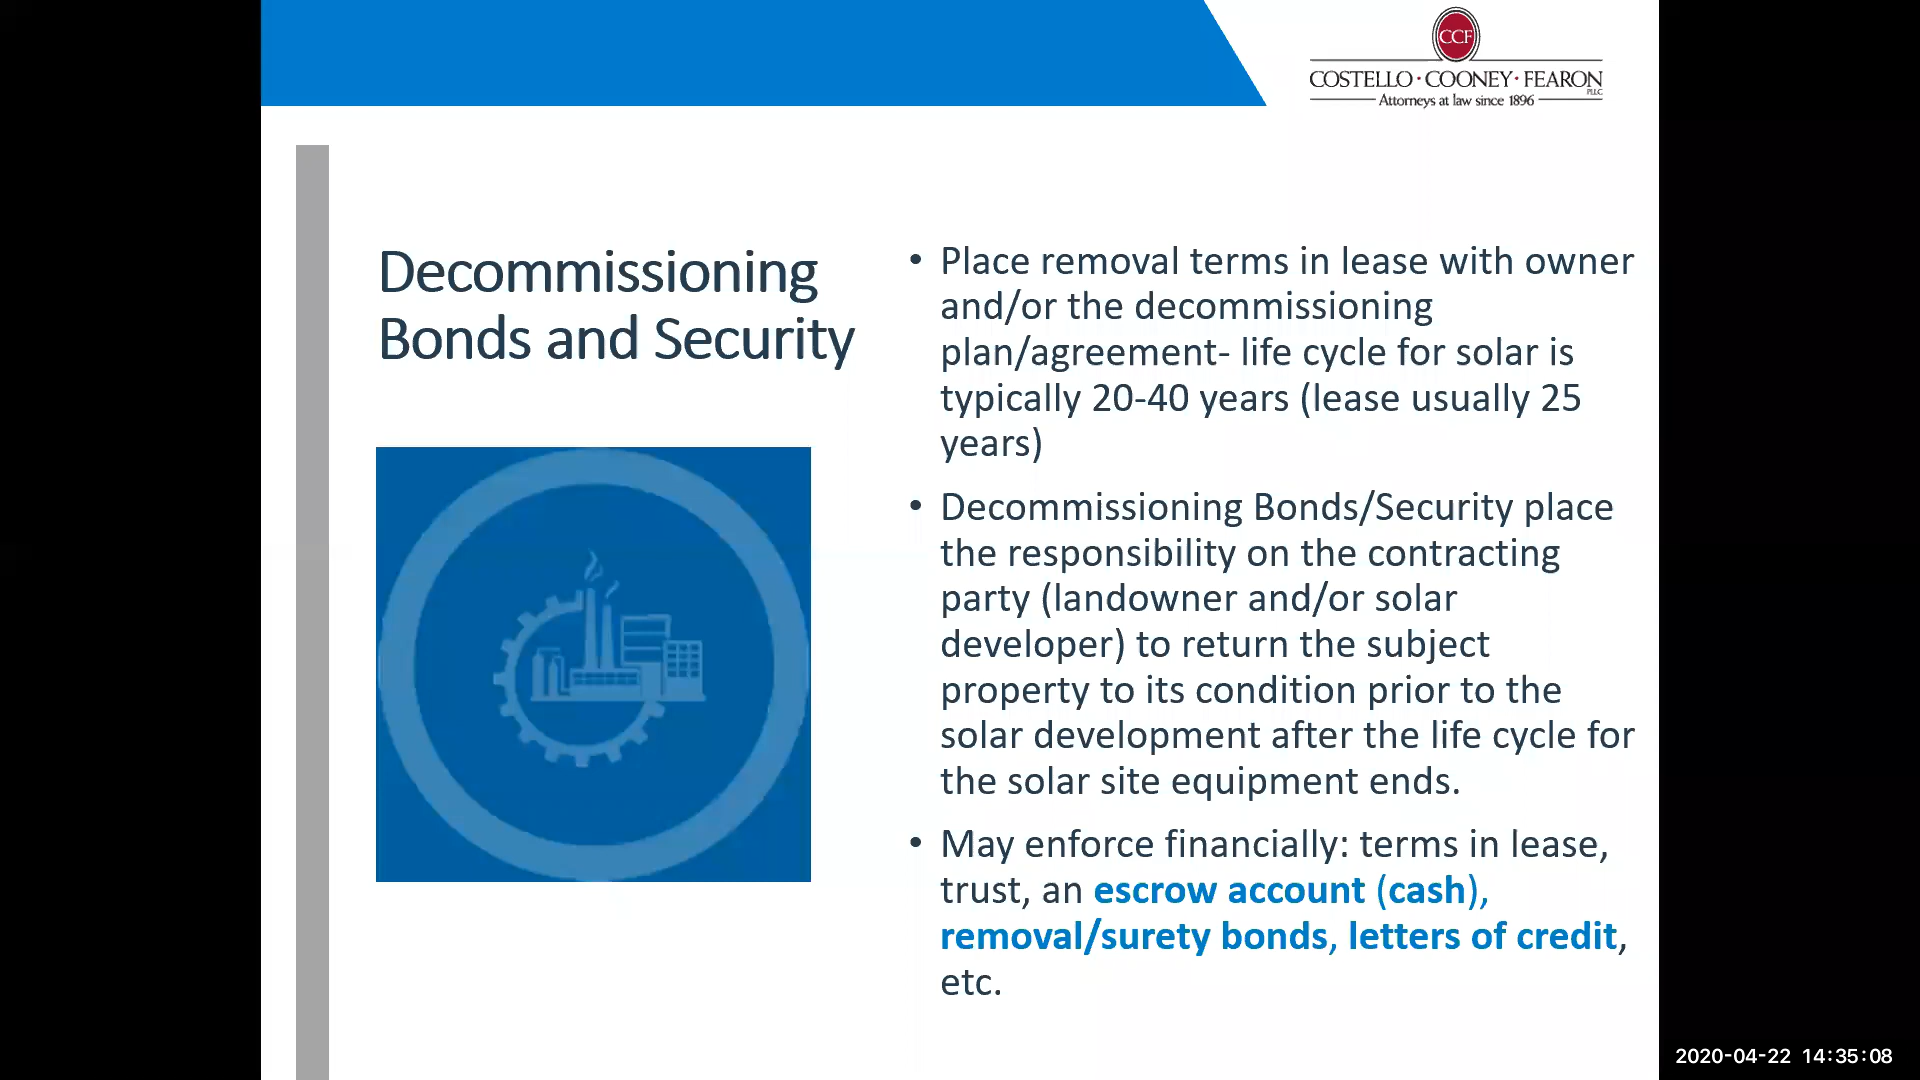 CCF
COSTELLO · COONEY · FEARON
PLLC
Attorneys at law since 1896
Decommissioning
Bonds and Security
• Place removal terms in lease with owner
and/or the decommissioning
plan/agreement- life cycle for solar is
typically 20-40 years (lease usually 25
years)
• Decommissioning Bonds/Security place
the responsibility on the contracting
party (landowner and/or solar
developer) to return the subject
property to its condition prior to the
solar development after the life cycle for
the solar site equipment ends.
• May enforce financially: terms in lease,
trust, an escrow account (cash),
removal/surety bonds, letters of credit,
etc.
2020-04-22 14:35:08